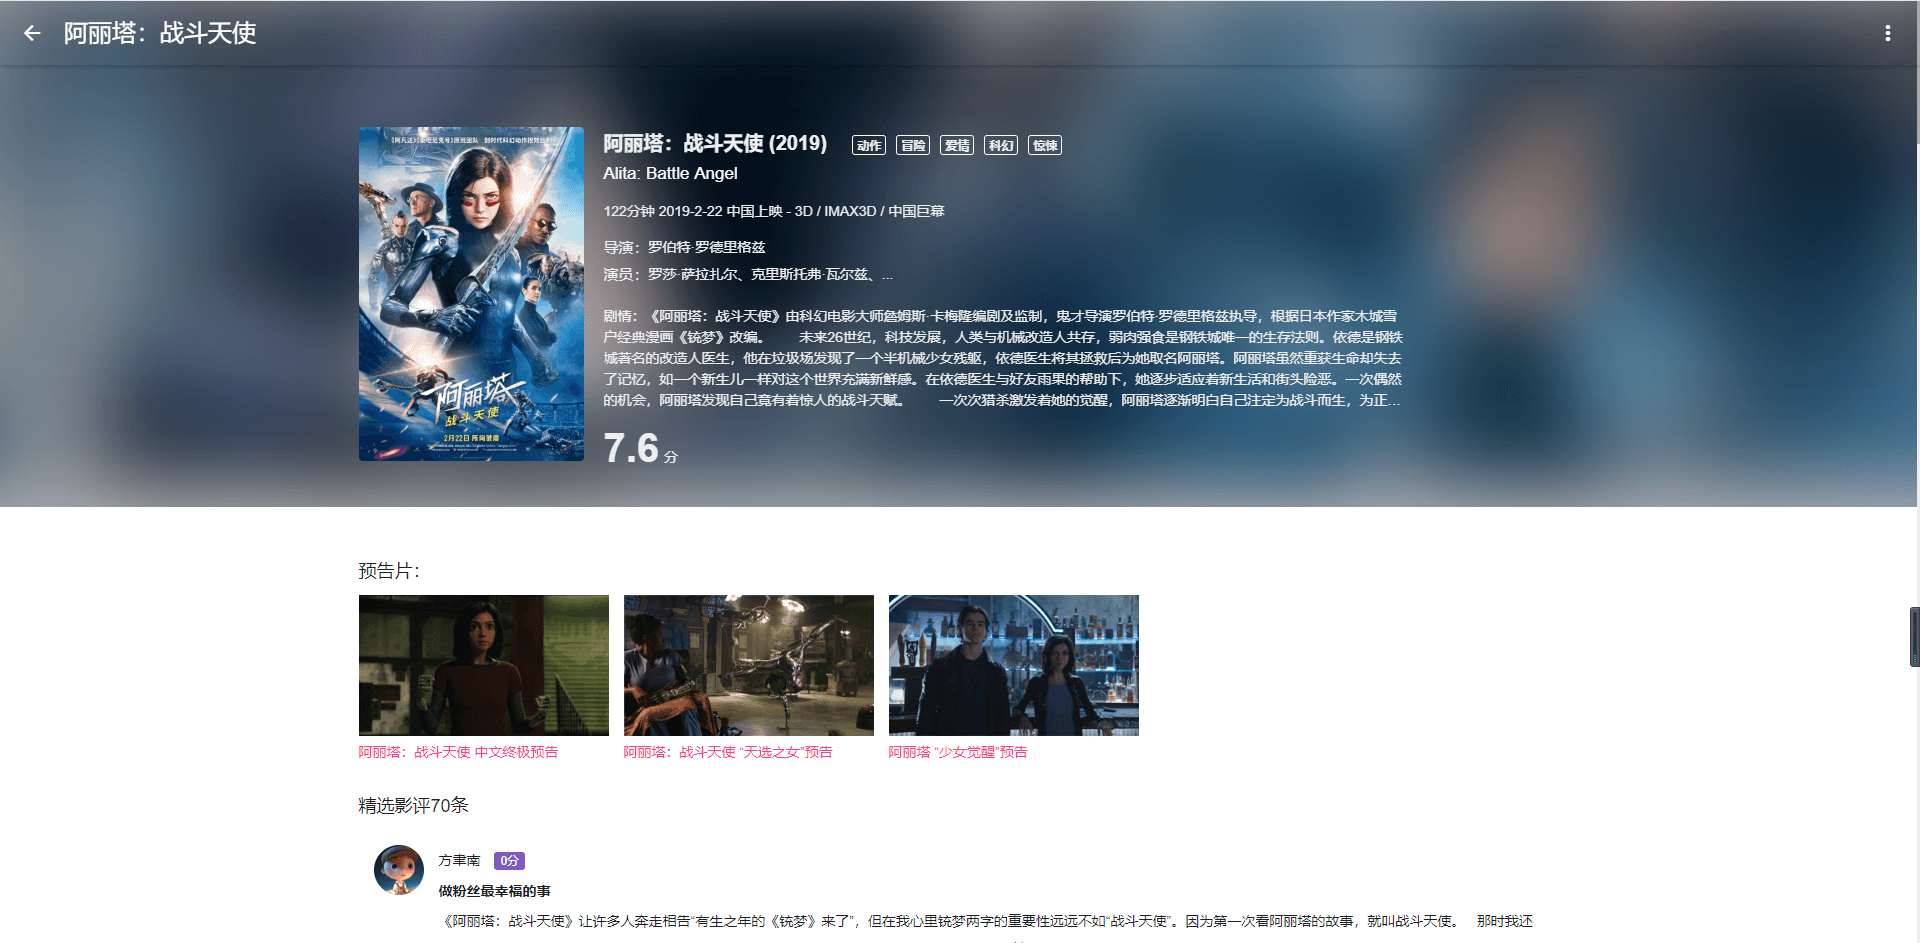 阿丽塔：战斗天使
阿丽塔：战斗天使 (2019) 动作 冒险 爱情 科幻 惊悚
Alita: Battle Angel
122分钟 2019-2-22 中国上映 - 3D / IMAX3D / 中国巨幕
导演：罗伯特·罗德里格兹
演员：罗莎·萨拉扎尔、克里斯托弗·瓦尔兹、...
剧情：《阿丽塔：战斗天使》由科幻电影大师詹姆斯·卡梅隆编剧及监制，鬼才导演罗伯特·罗德里格兹执导，根据日本作家木城雪
户经典漫画《铳梦》改编。 未来26世纪，科技发展，人类与机械改造人共存，弱肉强食是钢铁城唯一的生存法则。依德是钢铁
城著名的改造人医生，他在垃圾场发现了一个半机械少女残躯，依德医生将其拯救后为她取名阿丽塔。阿丽塔虽然重获生命却失去
了记忆，如一个新生儿一样对这个世界充满新鲜感。在依德医生与好友雨果的帮助下，她逐步适应着新生活和街头险恶。一次偶然
的机会，阿丽塔发现自己竟有着惊人的战斗天赋。 一次次猎杀激发着她的觉醒，阿丽塔逐渐明白自己注定为战斗而生，为正...
7.6 分
阿丽塔
战斗天使
2月22日
预告片：
阿丽塔：战斗天使 中文终极预告
阿丽塔：战斗天使 “天选之女”预告
阿丽塔 “少女觉醒”预告
精选影评70条
方聿南 0分
做粉丝最幸福的事
《阿丽塔：战斗天使》让许多人奔走相告“有生之年的《铳梦》来了”，但在我心里铳梦两字的重要性远远不如“战斗天使”。因为第一次看阿丽塔的故事，就叫战斗天使。 那时我还